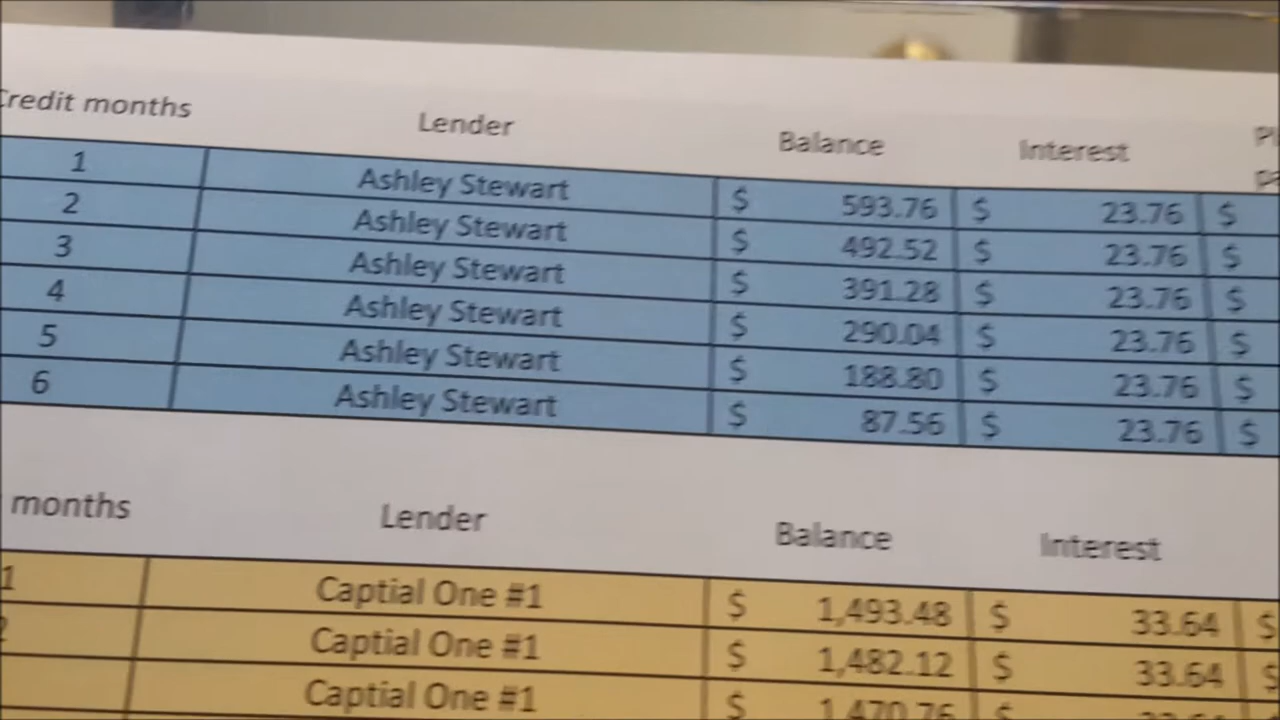 Credit months Lender Balance Interest
1 Ashley Stewart $ 593.76 $ 23.76 $
2 Ashley Stewart $ 492.52 $ 23.76 $
3 Ashley Stewart $ 391.28 $ 23.76 $
4 Ashley Stewart $ 290.04 $ 23.76 $
5 Ashley Stewart $ 188.80 $ 23.76 $
6 Ashley Stewart $ 87.56 $ 23.76 $
months Lender Balance Interest
1 Captial One #1 $ 1,493.48 $ 33.64 $
Captial One #1 $ 1,482.12 $ 33.64 $
Captial One #1 $ 1,470.76 $